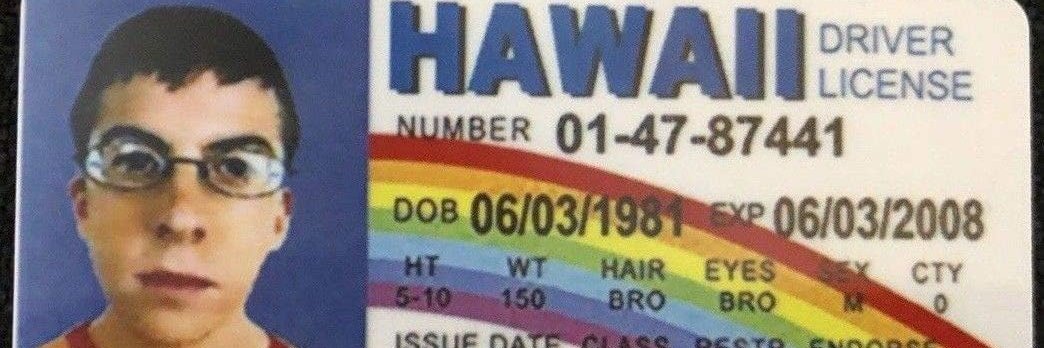 HAWAII DRIVER LICENSE
NUMBER 01-47-87441
DOB 06/03/1981 EXP 06/03/2008
HT WT HAIR EYES SEX CTY
5-10 150 BRO BRO M 0
ISSUE DATE CLASS RESTR ENDORSE